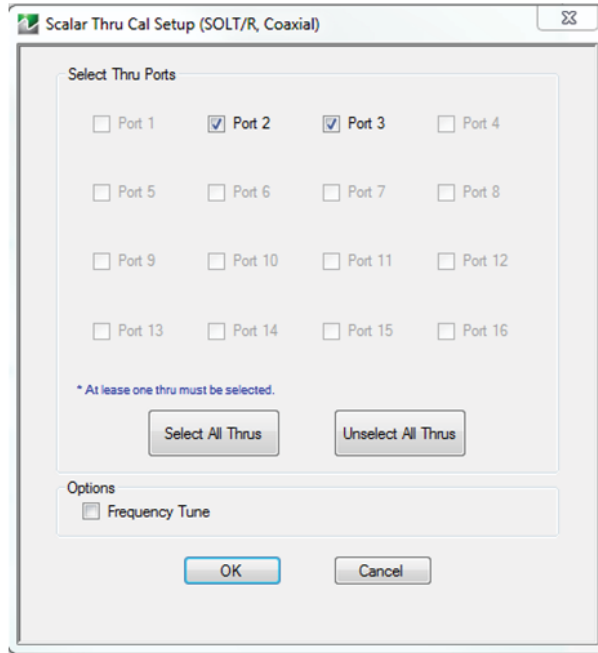 Scalar Thru Cal Setup (SOLT/R, Coaxial)
Select Thru Ports
Port 1 Port 2 Port 3 Port 4
Port 5 Port 6 Port 7 Port 8
Port 9 Port 10 Port 11 Port 12
Port 13 Port 14 Port 15 Port 16
* At lease one thru must be selected.
Select All Thrus Unselect All Thrus
Options
Frequency Tune
OK Cancel